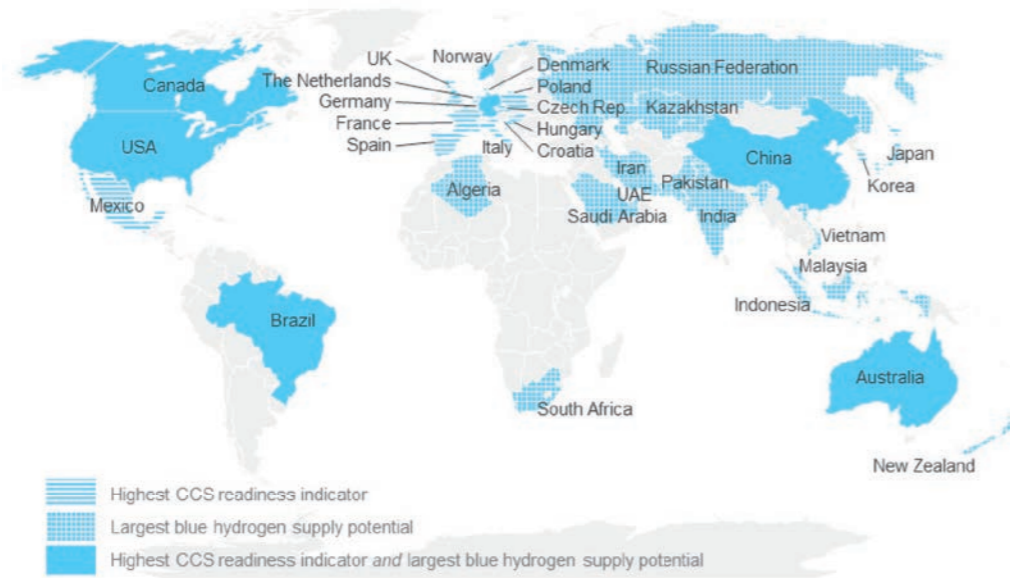 UK
Norway
Denmark
Canada
The Netherlands
Poland
Russian Federation
Germany
Czech Rep.
Kazakhstan
France
Hungary
USA
Spain
Italy
Croatia
China
Japan
Iran
Korea
Algeria
UAE
Pakistan
Mexico
Saudi Arabia
India
Vietnam
Malaysia
Indonesia
Brazil
Australia
South Africa
New Zealand
Highest CCS readiness indicator
Largest blue hydrogen supply potential
Highest CCS readiness indicator and largest blue hydrogen supply potential